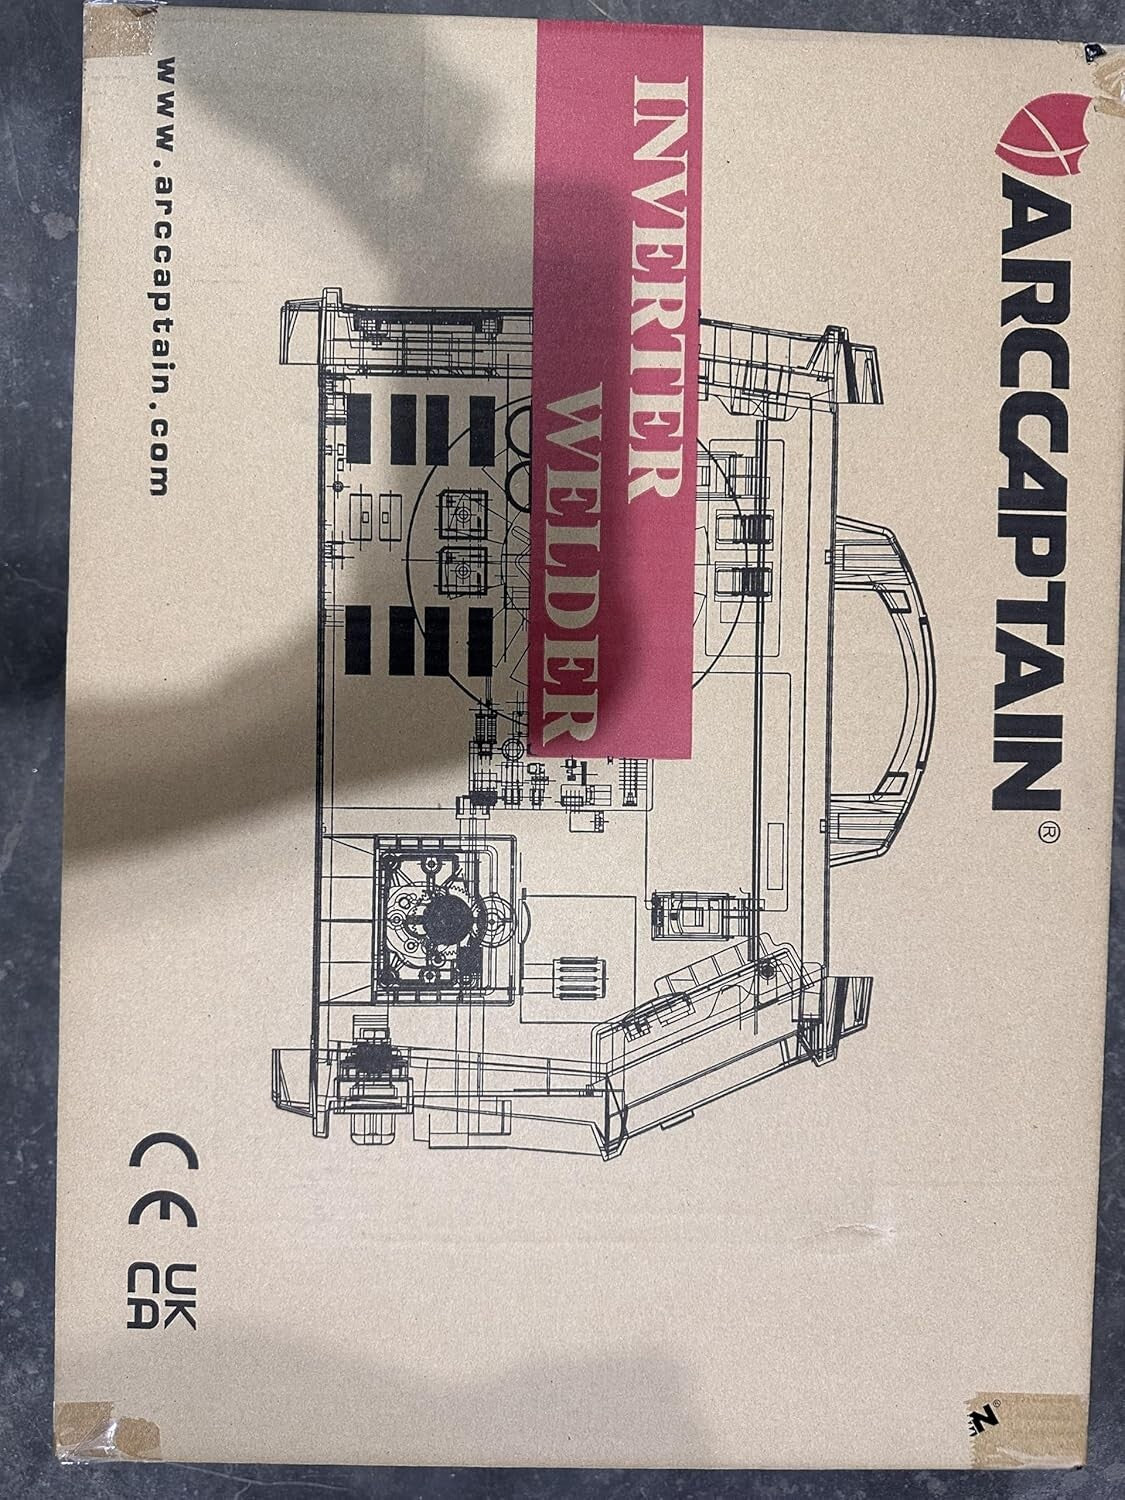 ARCCAPTAIN®
INVERTER
WELDER
www.arccaptain.com
CE
UK
CA